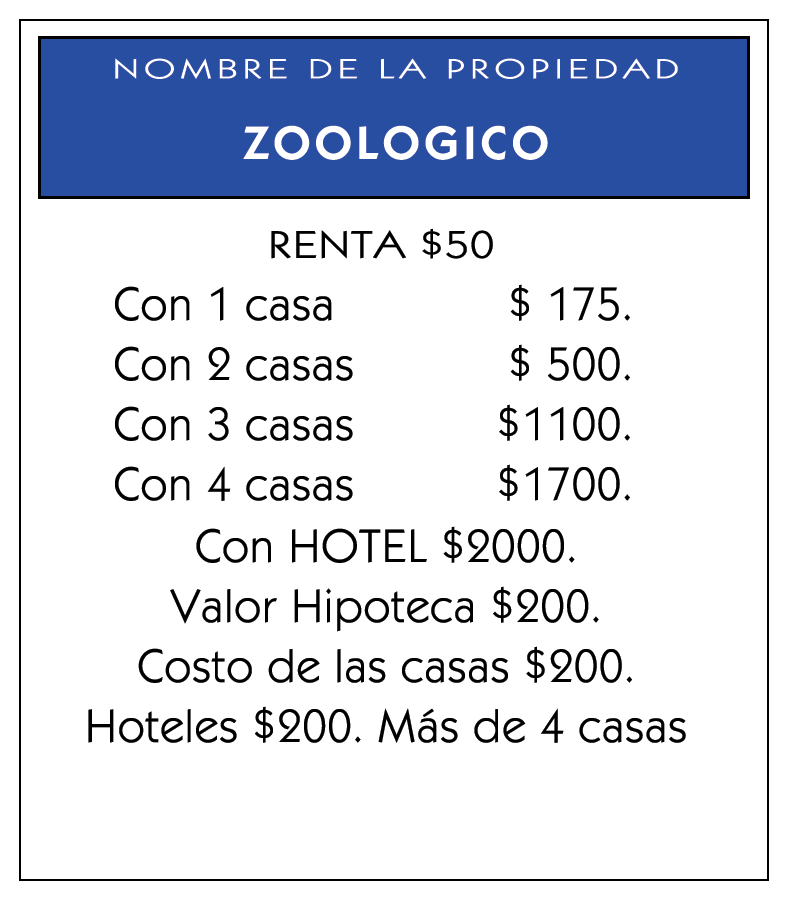 NOMBRE DE LA PROPIEDAD
ZOOLOGICO
RENTA $50
Con 1 casa $ 175.
Con 2 casas $ 500.
Con 3 casas $1100.
Con 4 casas $1700.
Con HOTEL $2000.
Valor Hipoteca $200.
Costo de las casas $200.
Hoteles $200. Más de 4 casas